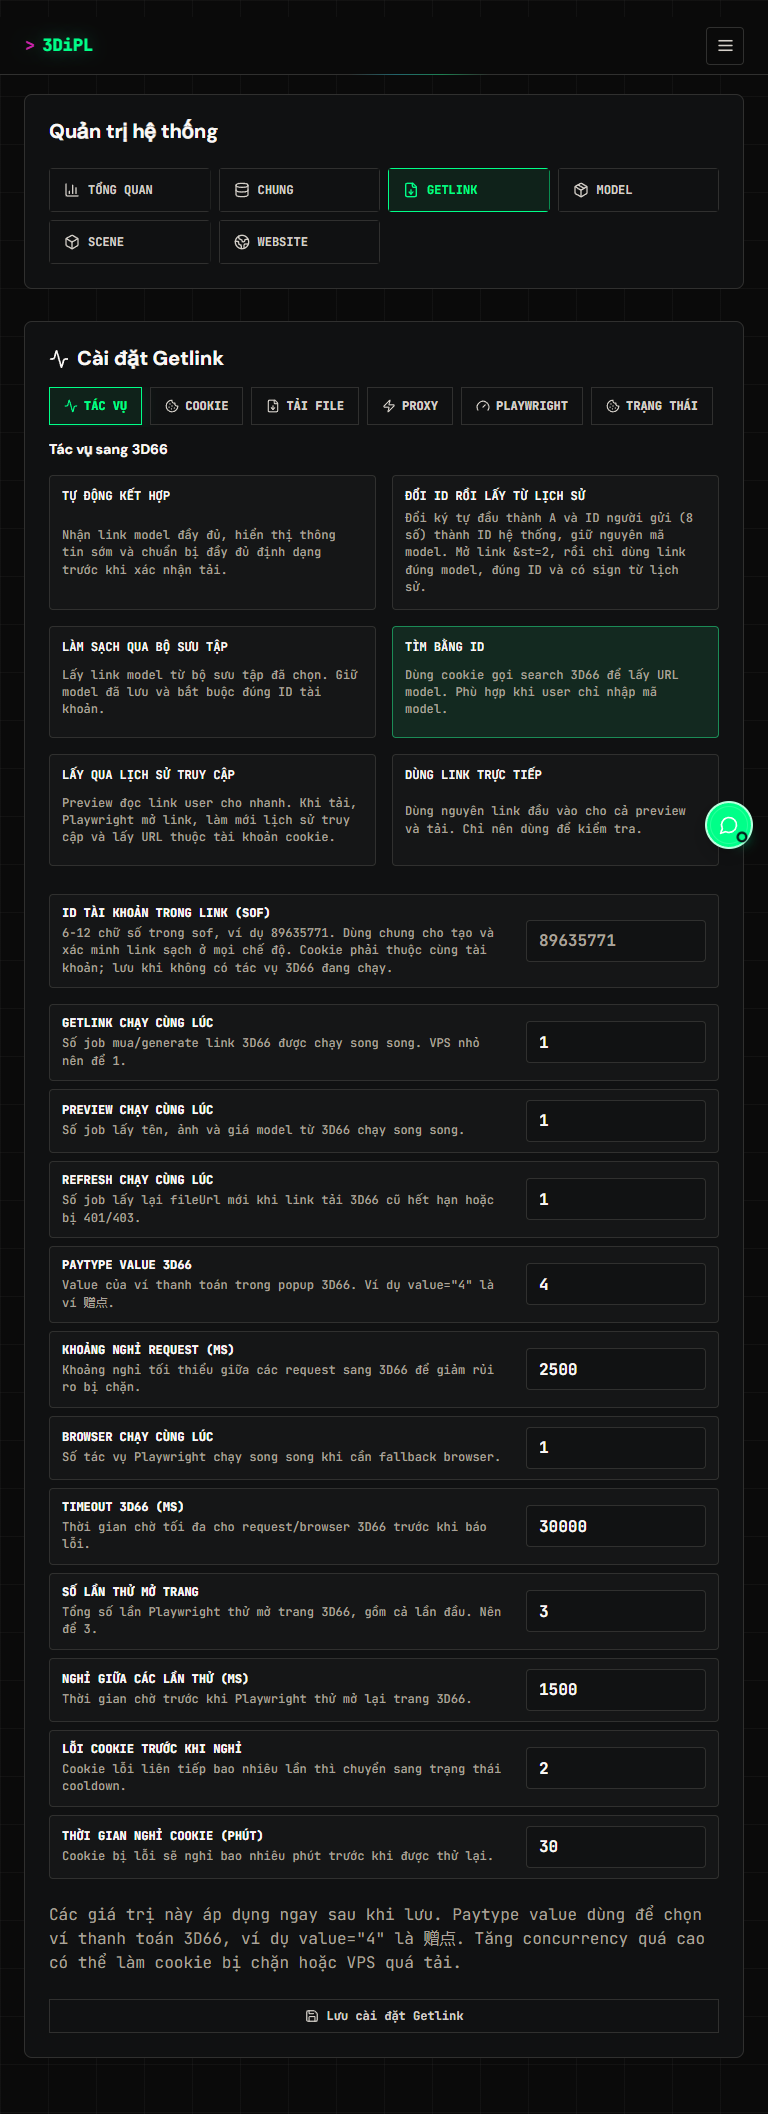 > 3DiPL
Quản trị hệ thống
TỔNG QUAN
CHUNG
GETLINK
MODEL
SCENE
WEBSITE
Cài đặt Getlink
TÁC VỤ
COOKIE
TẢI FILE
PROXY
PLAYWRIGHT
TRẠNG THÁI
Tác vụ sang 3D66
TỰ ĐỘNG KẾT HỢP
Nhận link model đầy đủ, hiển thị thông
tin sớm và chuẩn bị đầy đủ định dạng
trước khi xác nhận tải.
ĐỔI ID RỒI LẤY TỪ LỊCH SỬ
Đổi ký tự đầu thành A và ID người gửi (8
số) thành ID hệ thống, giữ nguyên mã
model. Mở link &st=2, rồi chỉ dùng link
đúng model, đúng ID và có sign từ lịch
sử.
LÀM SẠCH QUA BỘ SƯU TẬP
Lấy link model từ bộ sưu tập đã chọn. Giữ
model đã lưu và bắt buộc đúng ID tài
khoản.
TÌM BẰNG ID
Dùng cookie gọi search 3D66 để lấy URL
model. Phù hợp khi user chỉ nhập mã
model.
LẤY QUA LỊCH SỬ TRUY CẬP
Preview đọc link user cho nhanh. Khi tải,
Playwright mở link, làm mới lịch sử truy
cập và lấy URL thuộc tài khoản cookie.
DÙNG LINK TRỰC TIẾP
Dùng nguyên link đầu vào cho cả preview
và tải. Chỉ nên dùng để kiểm tra.
ID TÀI KHOẢN TRONG LINK (SOF)
6-12 chữ số trong sof, ví dụ 89635771. Dùng chung cho tạo và
xác minh link sạch ở mọi chế độ. Cookie phải thuộc cùng tài
khoản; lưu khi không có tác vụ 3D66 đang chạy.
89635771
GETLINK CHẠY CÙNG LÚC
Số job mua/generate link 3D66 được chạy song song. VPS nhỏ
nên để 1.
1
PREVIEW CHẠY CÙNG LÚC
Số job lấy tên, ảnh và giá model từ 3D66 chạy song song.
1
REFRESH CHẠY CÙNG LÚC
Số job lấy lại fileUrl mới khi link tải 3D66 cũ hết hạn hoặc
bị 401/403.
1
PAYTYPE VALUE 3D66
Value của ví thanh toán trong popup 3D66. Ví dụ value="4" là
ví 赠点.
4
KHOẢNG NGHỈ REQUEST (MS)
Khoảng nghỉ tối thiểu giữa các request sang 3D66 để giảm rủi
ro bị chặn.
2500
BROWSER CHẠY CÙNG LÚC
Số tác vụ Playwright chạy song song khi cần fallback browser.
1
TIMEOUT 3D66 (MS)
Thời gian chờ tối đa cho request/browser 3D66 trước khi báo
lỗi.
30000
SỐ LẦN THỬ MỞ TRANG
Tổng số lần Playwright thử mở trang 3D66, gồm cả lần đầu. Nên
để 3.
3
NGHỈ GIỮA CÁC LẦN THỬ (MS)
Thời gian chờ trước khi Playwright thử mở lại trang 3D66.
1500
LỖI COOKIE TRƯỚC KHI NGHỈ
Cookie lỗi liên tiếp bao nhiêu lần thì chuyển sang trạng thái
cooldown.
2
THỜI GIAN NGHỈ COOKIE (PHÚT)
Cookie bị lỗi sẽ nghỉ bao nhiêu phút trước khi được thử lại.
30
Các giá trị này áp dụng ngay sau khi lưu. Paytype value dùng để chọn
ví thanh toán 3D66, ví dụ value="4" là 赠点. Tăng concurrency quá cao
có thể làm cookie bị chặn hoặc VPS quá tải.
Lưu cài đặt Getlink